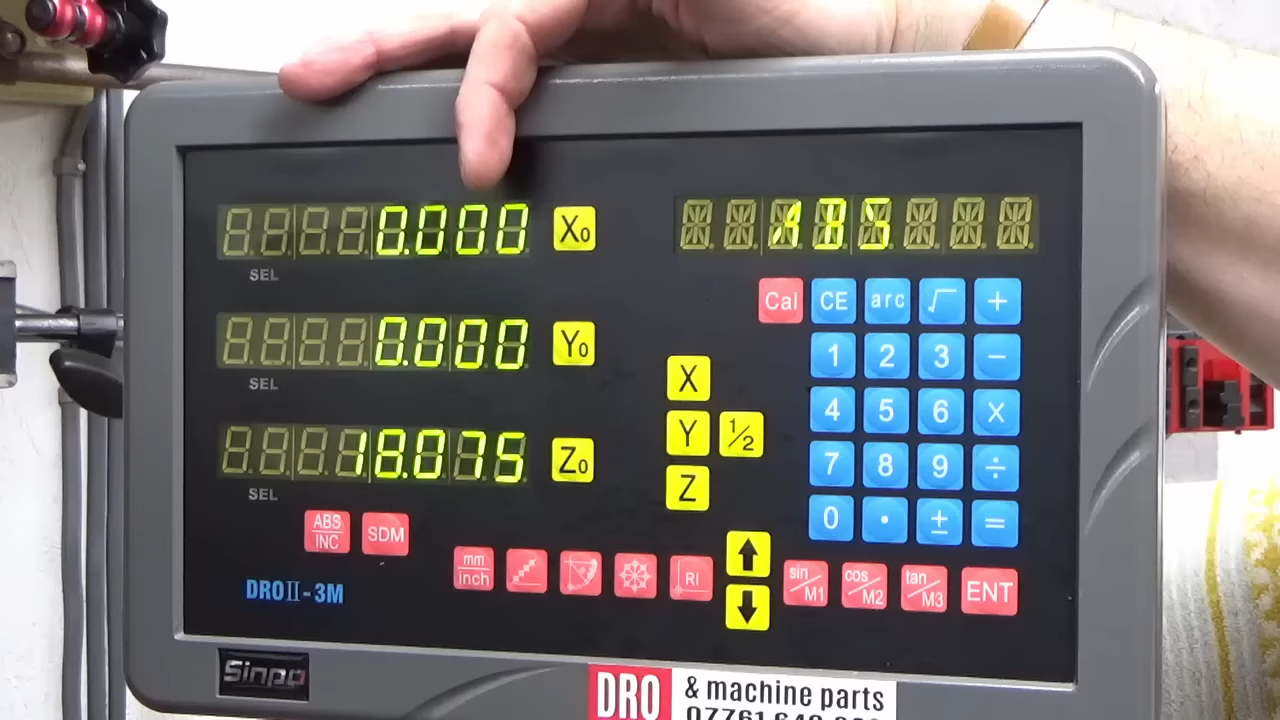 0.000 X0 ABS
SEL
Cal CE arc √ +
0.000 Y0
1 2 3 −
SEL
X
4 5 6 X
Y ½
18.075 Z0
7 8 9 ÷
Z
SEL
0 . ± =
ABS/INC SDM
mm/inch RI sin/M1 cos/M2 tan/M3 ENT
DROII-3M
Sinpo
DRO & machine parts